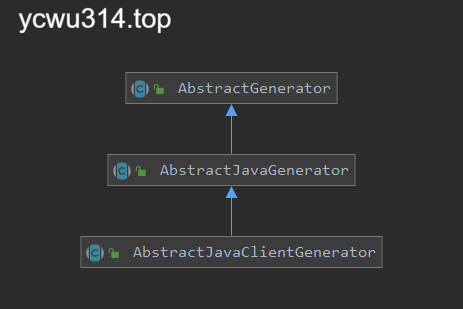 ycwu314.top
AbstractGenerator
AbstractJavaGenerator
AbstractJavaClientGenerator